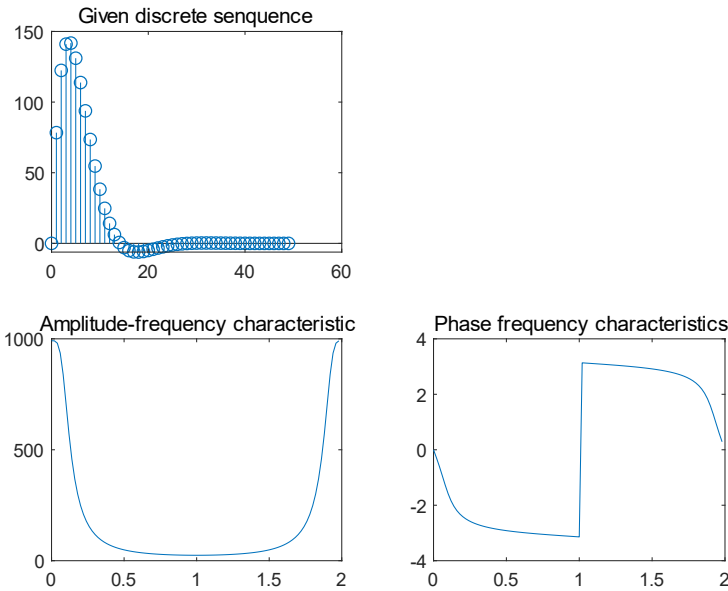 Given discrete senquence
150
100
50
0
0 20 40 60
Amplitude-frequency characteristic
1000
500
0
0 0.5 1 1.5 2
Phase frequency characteristics
4
2
0
-2
-4
0 0.5 1 1.5 2